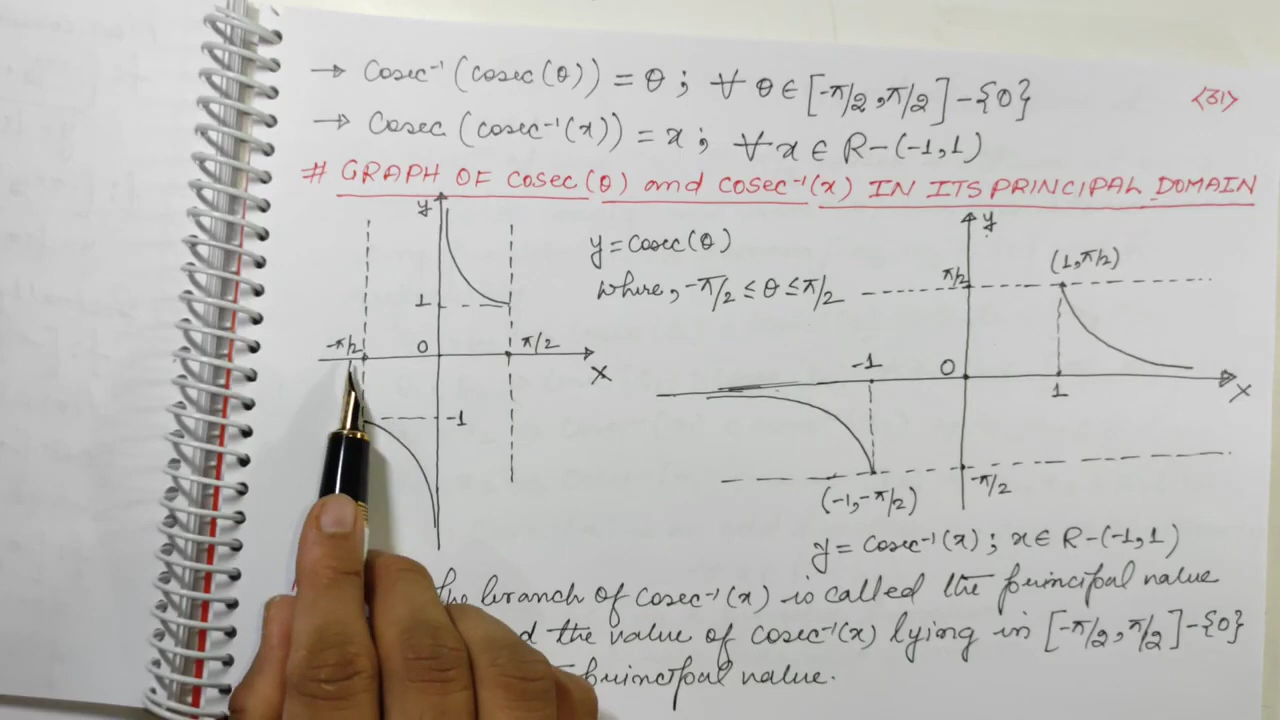 → Cosec⁻¹(cosec(θ)) = θ ; ∀ θ ∈ [-π/2, π/2] - {0}
<31>
→ Cosec(cosec⁻¹(x)) = x ; ∀ x ∈ R - (-1, 1)
# GRAPH OF COSEC(θ) and COSEC⁻¹(x) IN ITS PRINCIPAL DOMAIN
y
1
-π/2
0
π/2
X
-1
y = Cosec(θ)
where, -π/2 ≤ θ ≤ π/2
y
π/2
(1, π/2)
-1
0
1
X
(-1, -π/2)
-π/2
y = Cosec⁻¹(x) ; x ∈ R - (-1, 1)
The branch of cosec⁻¹(x) is called the principal value
the value of cosec⁻¹(x) lying in [-π/2, π/2] - {0}
principal value.